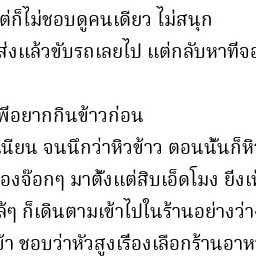 ต่ก็ไม่ชอบดูคนเดียว ไม่สนุก
ส่งแล้วขับรถเลยไป แต่กลับหาที่จอ
พี่อยากกินข้าวก่อน
นียน จนนึกว่าหิวข้าว ตอนนั้นก็หิ
องจ๊อกๆ มาตั้งแต่สิบเอ็ดโมง ยิ่งเ
ล้ๆ ก็เดินตามเข้าไปในร้านอย่างว่า
ข้า ชอบว่าหัวสูงเรื่องเลือกร้านอาห